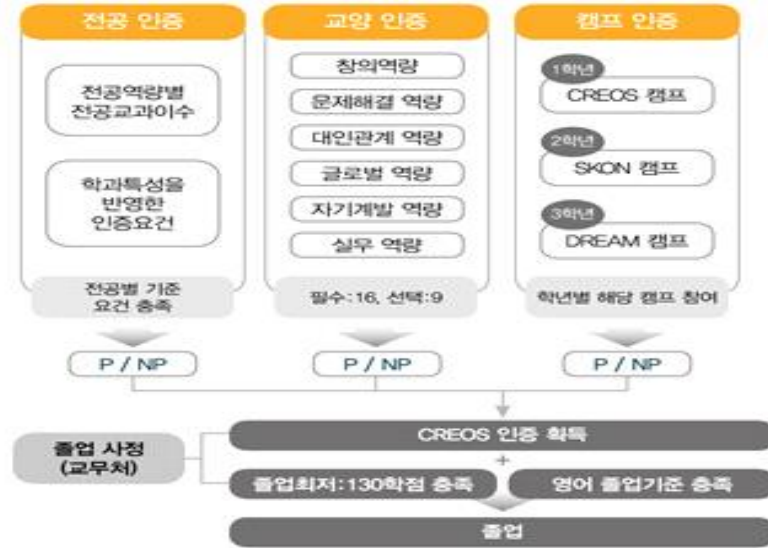 전공 인증
교양 인증
캠프 인증
전공역량별
전공교과이수
학과특성을
반영한
인증요건
전공별 기준
요건 충족
창의역량
문제해결 역량
대인관계 역량
글로벌 역량
자기계발 역량
실무 역량
필수:16, 선택:9
1학년
CREOS 캠프
2학년
SKON 캠프
3학년
DREAM 캠프
학년별 해당 캠프 참여
P / NP
P / NP
P / NP
졸업 사정
(교무처)
CREOS 인증 획득
+
졸업최저:130학점 충족
영어 졸업기준 충족
졸업